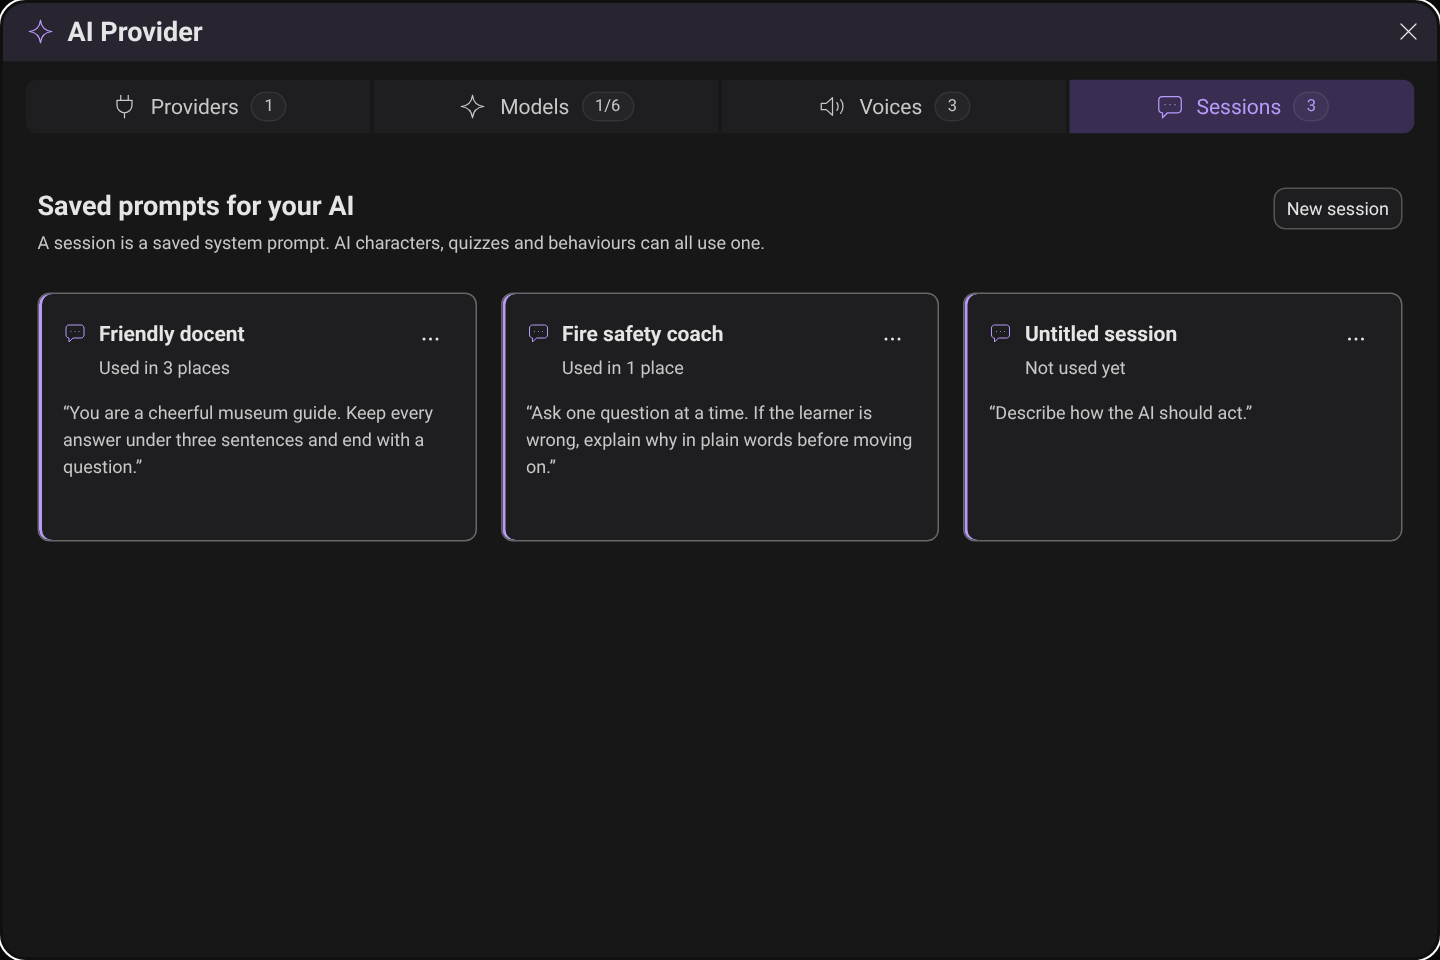 AI Provider
Providers 1
Models 1/6
Voices 3
Sessions 3
Saved prompts for your AI
New session
A session is a saved system prompt. AI characters, quizzes and behaviours can all use one.
Friendly docent
Used in 3 places
“You are a cheerful museum guide. Keep every
answer under three sentences and end with a
question.”
Fire safety coach
Used in 1 place
“Ask one question at a time. If the learner is
wrong, explain why in plain words before moving
on.”
Untitled session
Not used yet
“Describe how the AI should act.”